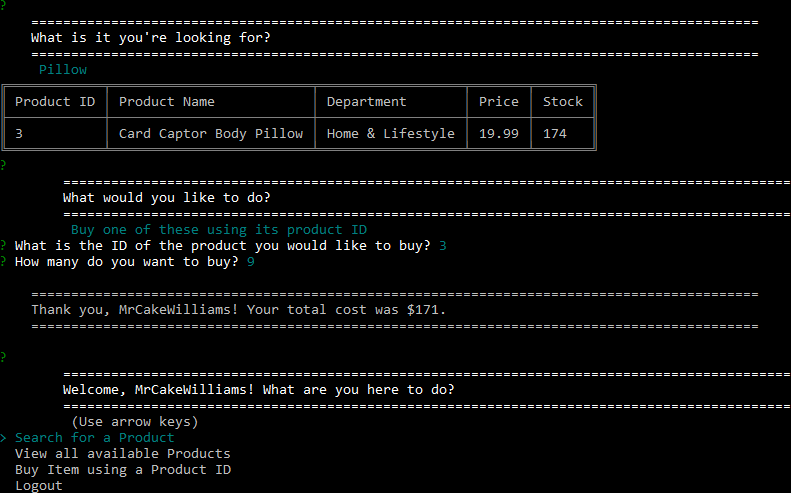 ?
===========================================================================================
What is it you're looking for?
===========================================================================================
Pillow
Product ID Product Name Department Price Stock
3 Card Captor Body Pillow Home & Lifestyle 19.99 174
?
===========================================================================================
What would you like to do?
===========================================================================================
Buy one of these using its product ID
? What is the ID of the product you would like to buy? 3
? How many do you want to buy? 9
===========================================================================================
Thank you, MrCakeWilliams! Your total cost was $171.
===========================================================================================
?
===========================================================================================
Welcome, MrCakeWilliams! What are you here to do?
===========================================================================================
(Use arrow keys)
> Search for a Product
View all available Products
Buy Item using a Product ID
Logout